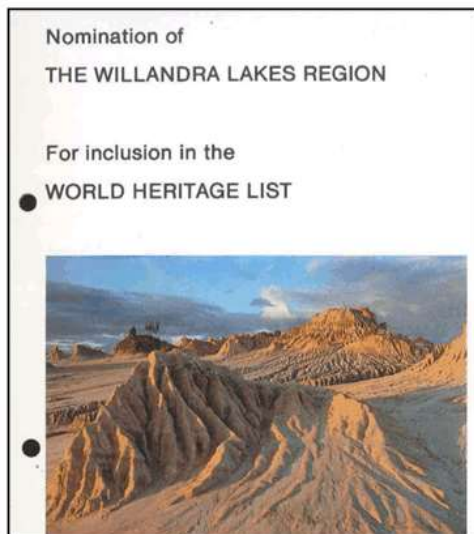 Nomination of
THE WILLANDRA LAKES REGION
For inclusion in the
WORLD HERITAGE LIST